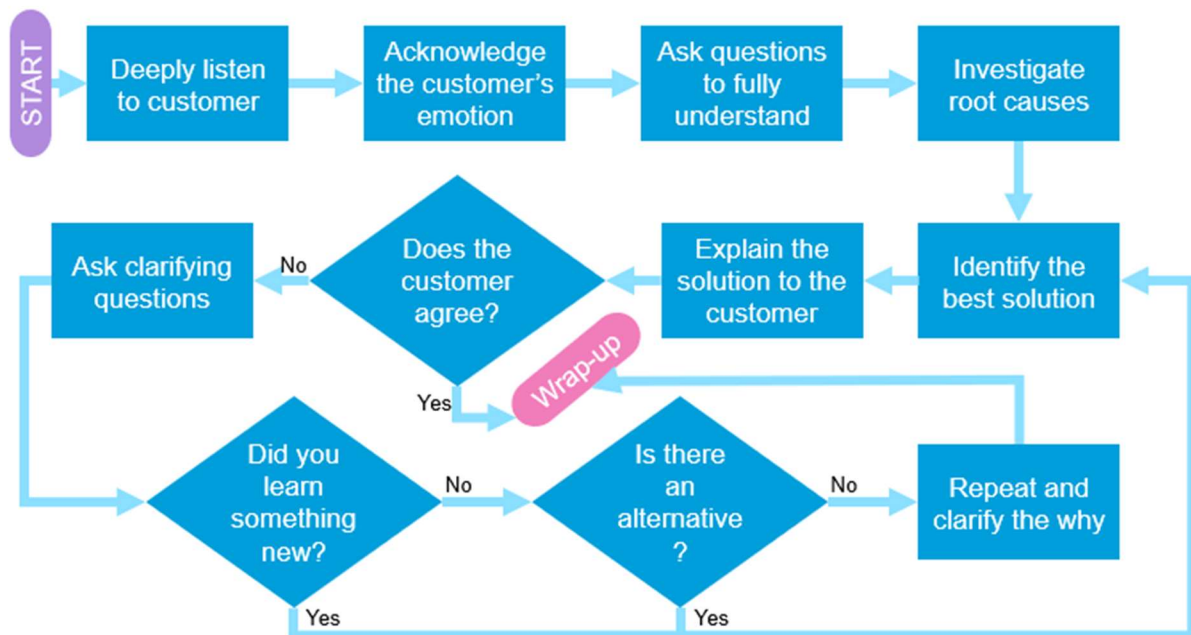 START
Deeply listen
to customer
Acknowledge
the customer's
emotion
Ask questions
to fully
understand
Investigate
root causes
Identify the
best solution
Explain the
solution to the
customer
Does the
customer
agree?
No
Ask clarifying
questions
Yes
Wrap-up
Did you
learn
something
new?
No
Yes
Is there
an
alternative
?
No
Yes
Repeat and
clarify the why